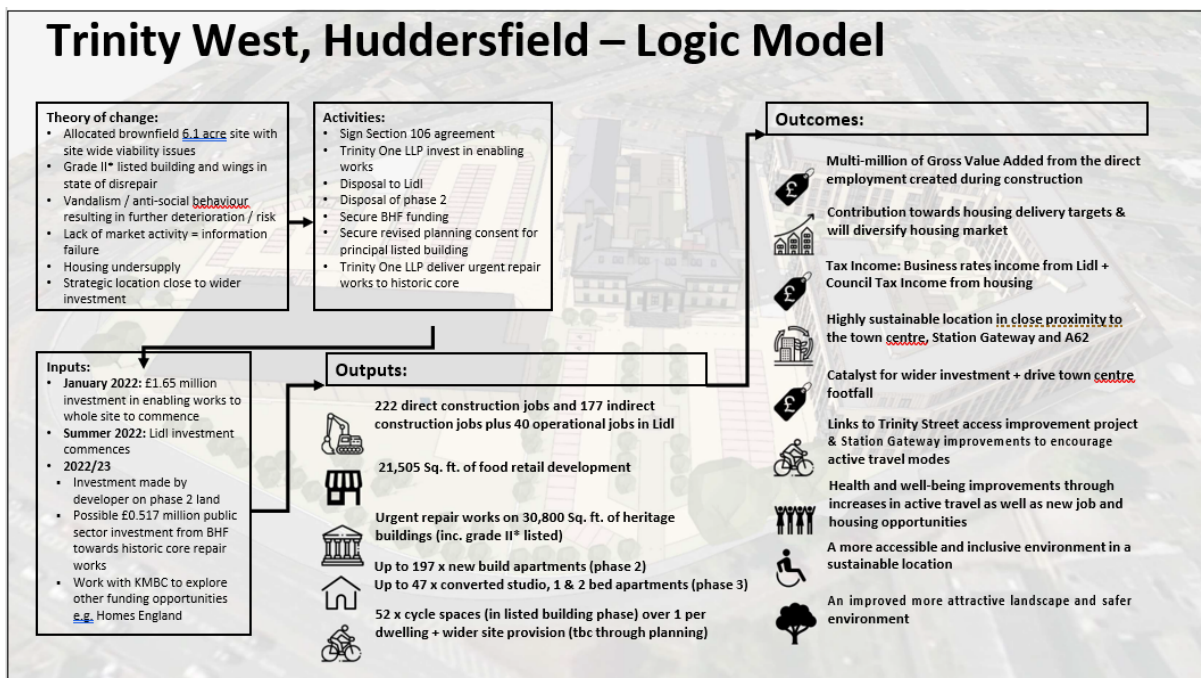 Trinity West, Huddersfield – Logic Model
Theory of change:
• Allocated brownfield 6.1 acre site with
site wide viability issues
• Grade II* listed building and wings in
state of disrepair
• Vandalism / anti-social behaviour
resulting in further deterioration / risk
• Lack of market activity = information
failure
• Housing undersupply
• Strategic location close to wider
investment
Activities:
• Sign Section 106 agreement
• Trinity One LLP invest in enabling
works
• Disposal to Lidl
• Disposal of phase 2
• Secure BHF funding
• Secure revised planning consent for
principal listed building
• Trinity One LLP deliver urgent repair
works to historic core
Inputs:
• January 2022: £1.65 million
investment in enabling works to
whole site to commence
• Summer 2022: Lidl investment
commences
• 2022/23
▪ Investment made by
developer on phase 2 land
▪ Possible £0.517 million public
sector investment from BHF
towards historic core repair
works
▪ Work with KMBC to explore
other funding opportunities
e.g. Homes England
Outputs:
222 direct construction jobs and 177 indirect
construction jobs plus 40 operational jobs in Lidl
21,505 Sq. ft. of food retail development
Urgent repair works on 30,800 Sq. ft. of heritage
buildings (inc. grade II* listed)
Up to 197 x new build apartments (phase 2)
Up to 47 x converted studio, 1 & 2 bed apartments (phase 3)
52 x cycle spaces (in listed building phase) over 1 per
dwelling + wider site provision (tbc through planning)
Outcomes:
£
Multi-million of Gross Value Added from the direct
employment created during construction
Contribution towards housing delivery targets &
will diversify housing market
£
Tax Income: Business rates income from Lidl +
Council Tax Income from housing
Highly sustainable location in close proximity to
the town centre, Station Gateway and A62
£
Catalyst for wider investment + drive town centre
footfall
Links to Trinity Street access improvement project
& Station Gateway improvements to encourage
active travel modes
Health and well-being improvements through
increases in active travel as well as new job and
housing opportunities
A more accessible and inclusive environment in a
sustainable location
An improved more attractive landscape and safer
environment